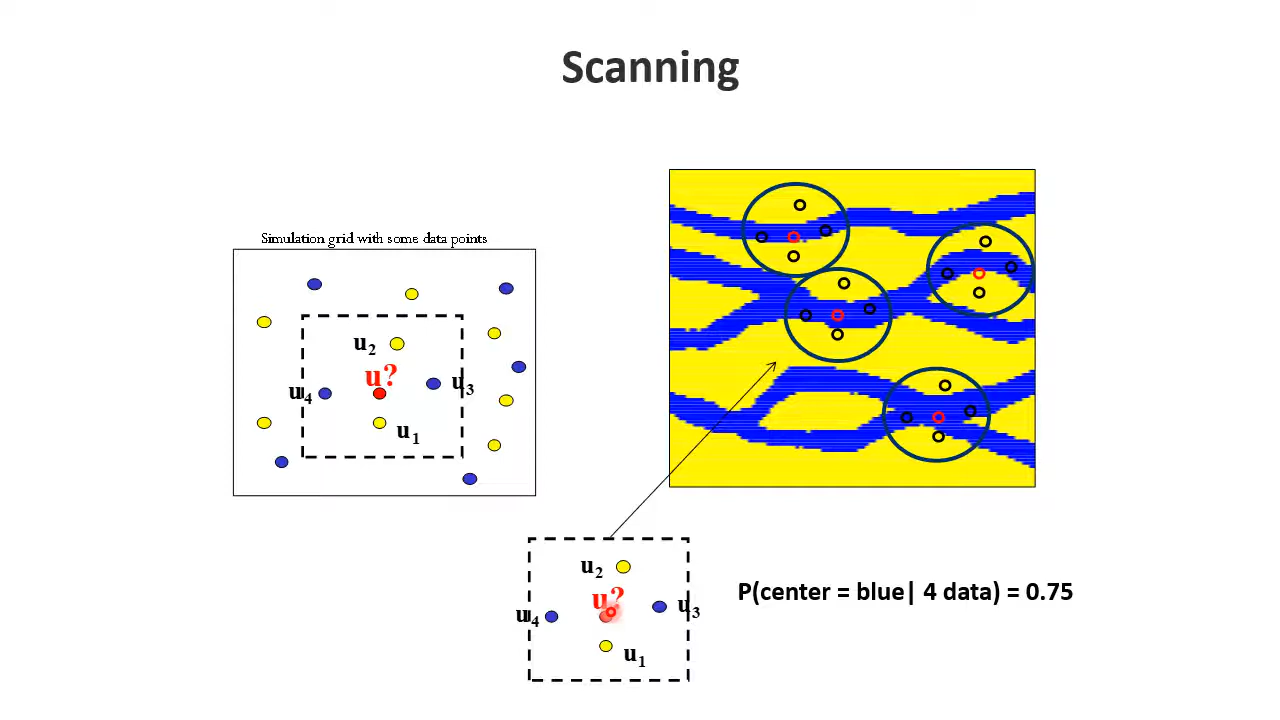 Scanning
Simulation grid with some data points
u2
u?
u4
u3
u1
u2
u?
u4
u3
u1
P(center = blue| 4 data) = 0.75